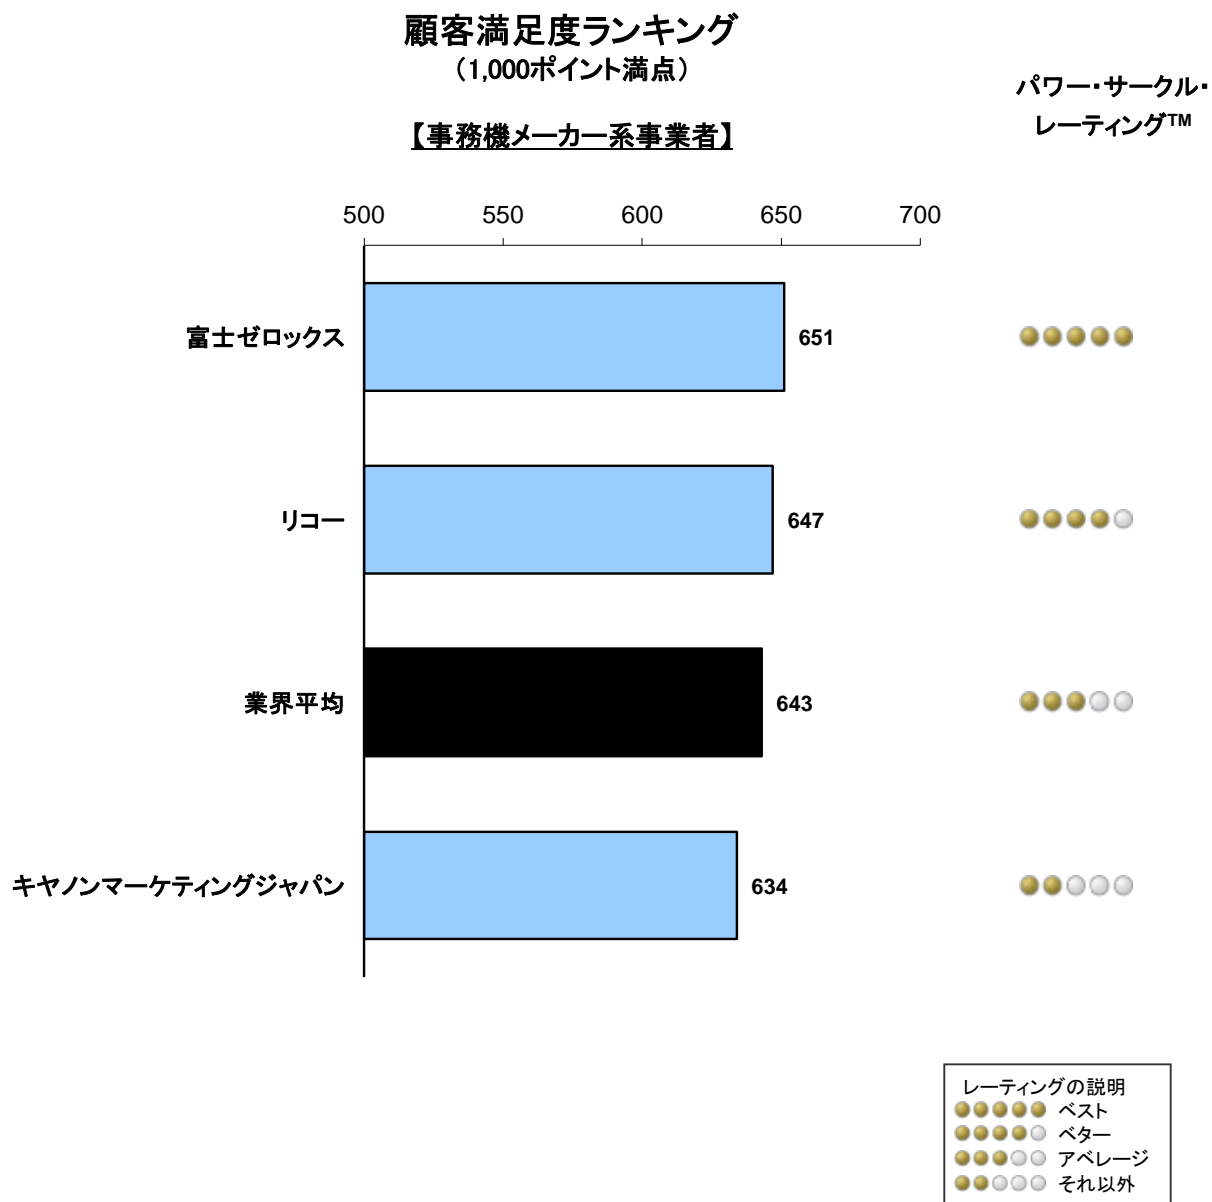 顧客満足度ランキング
（1,000ポイント満点）
パワー・サークル・
レーティングTM
【事務機メーカー系事業者】
500 550 600 650 700
富士ゼロックス 651
リコー 647
業界平均 643
キヤノンマーケティングジャパン 634
レーティングの説明
ベスト
ベター
アベレージ
それ以外